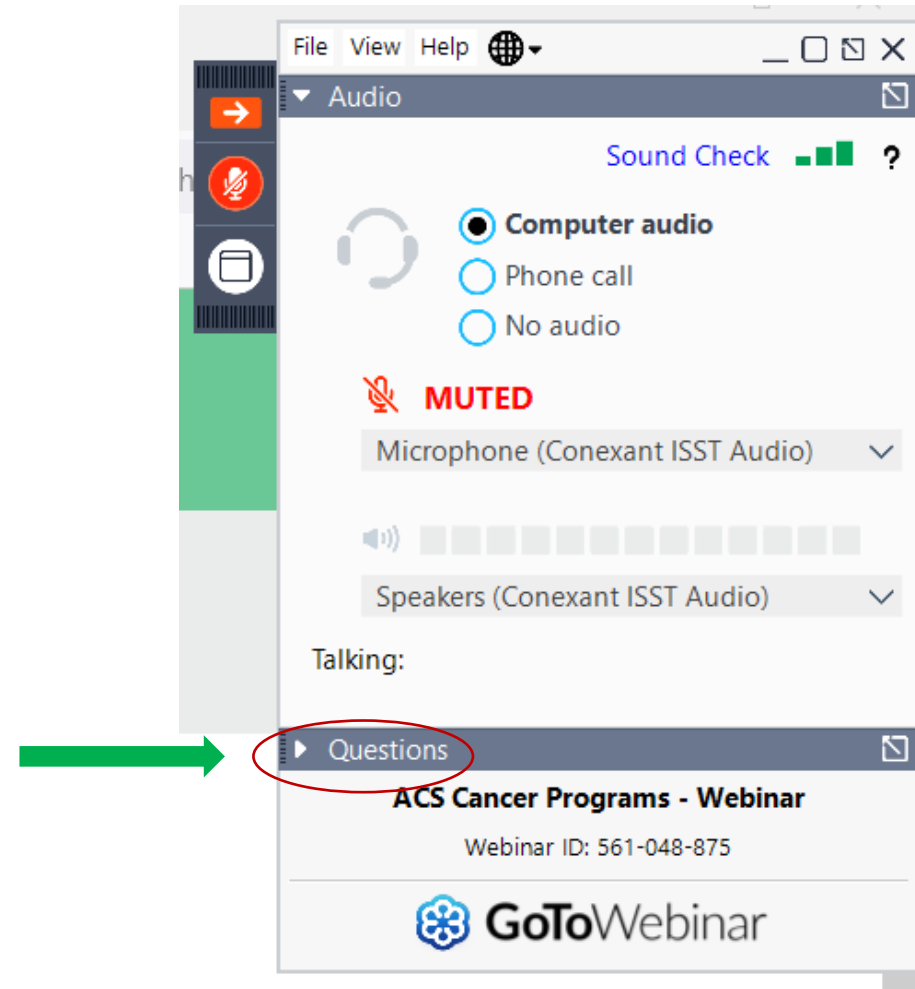 File View Help
Audio
Sound Check ?
h
Computer audio
Phone call
No audio
MUTED
Microphone (Conexant ISST Audio)
Speakers (Conexant ISST Audio)
Talking:
Questions
ACS Cancer Programs - Webinar
Webinar ID: 561-048-875
GoToWebinar